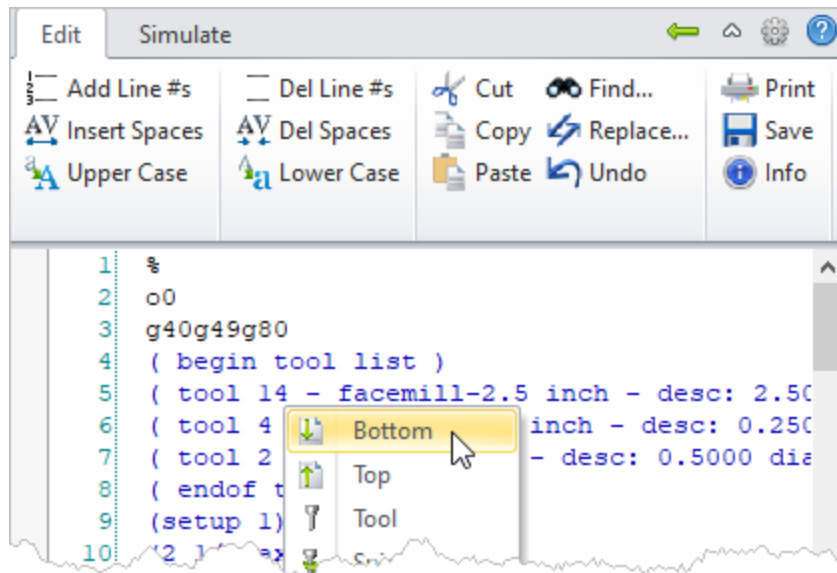 Edit Simulate
Add Line #s Del Line #s Cut Find... Print
Insert Spaces Del Spaces Copy Replace... Save
Upper Case Lower Case Paste Undo Info
1 %
2 o0
3 g40g49g80
4 ( begin tool list )
5 ( tool 14 - facemill-2.5 inch - desc: 2.50
6 ( tool 4 inch - desc: 0.250
7 ( tool 2 - desc: 0.5000 dia
8 ( endof t
9 (setup 1)
10
Bottom
Top
Tool